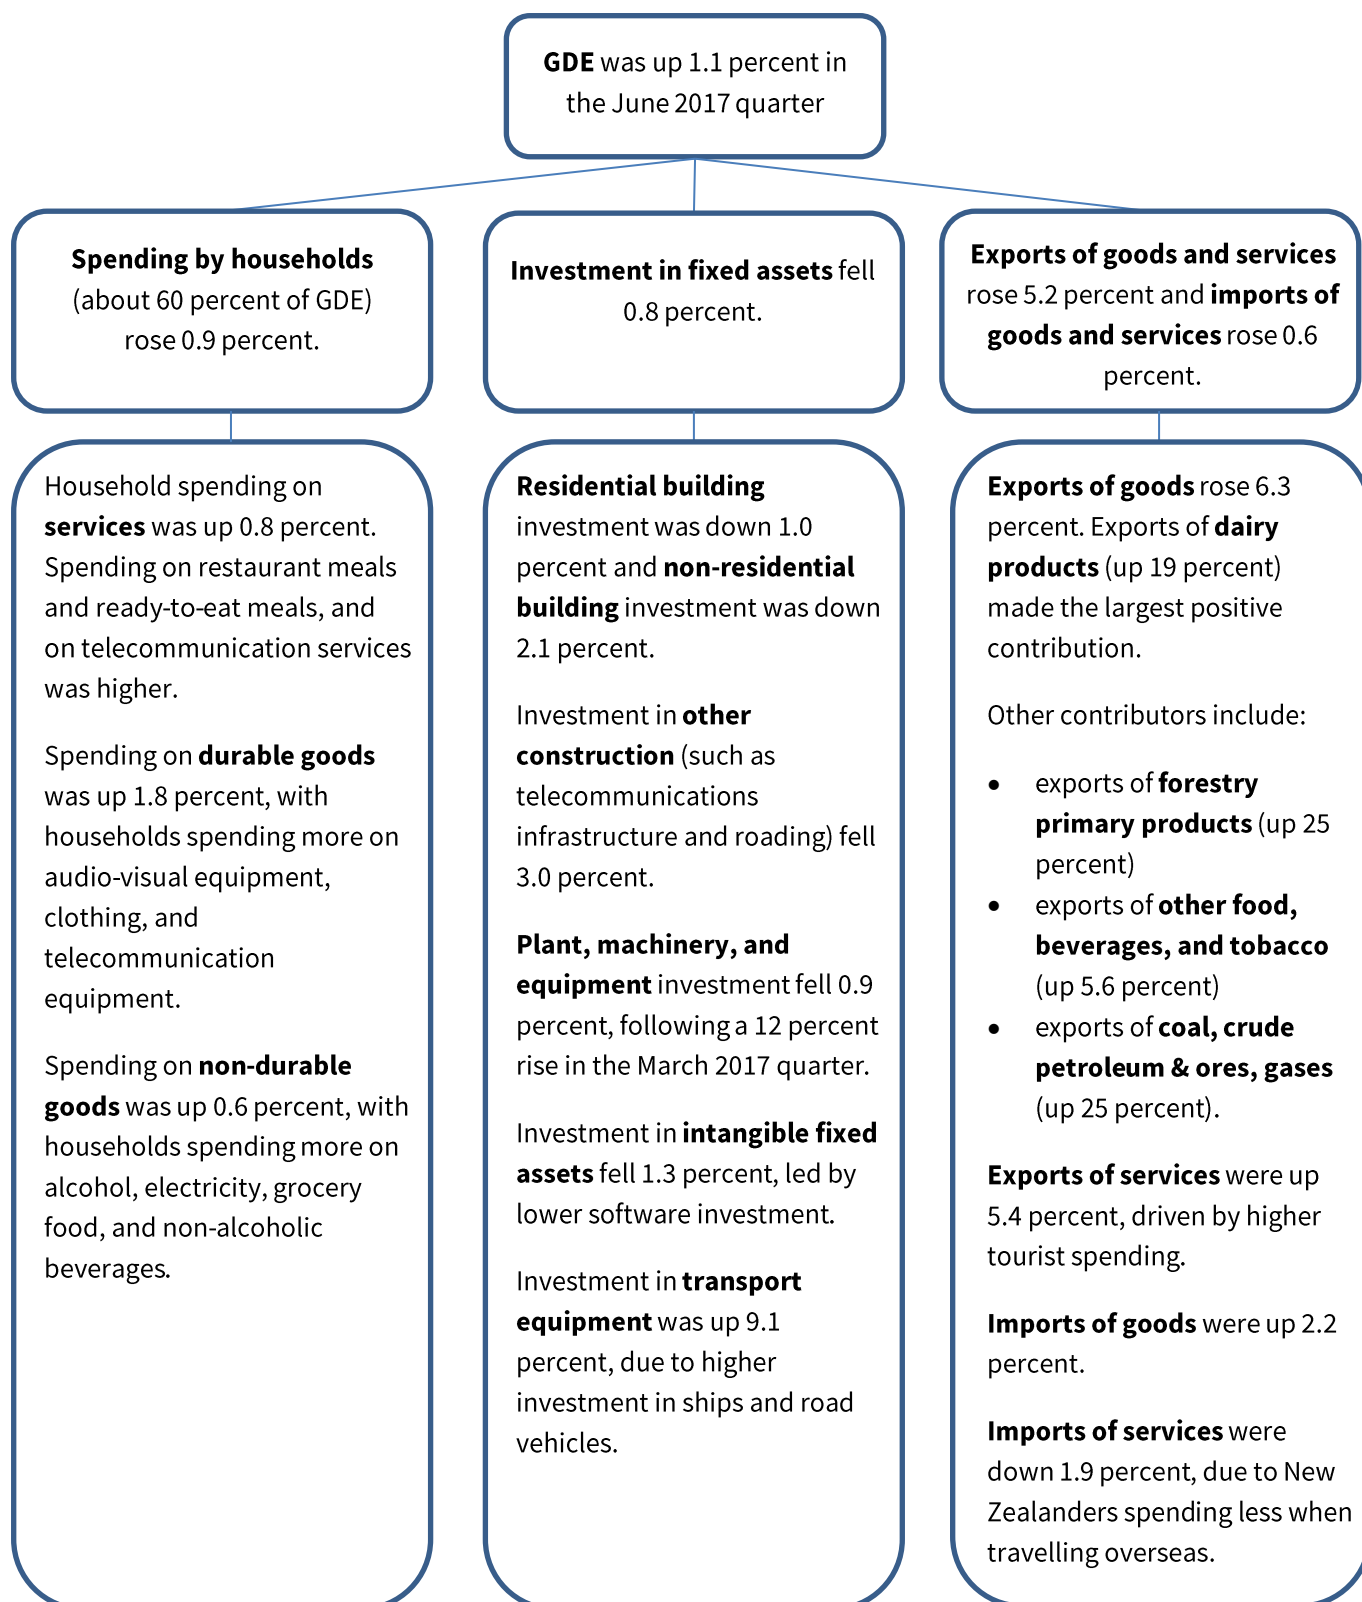 GDE was up 1.1 percent in
the June 2017 quarter
Spending by households
(about 60 percent of GDE)
rose 0.9 percent.
Investment in fixed assets fell
0.8 percent.
Exports of goods and services
rose 5.2 percent and imports of
goods and services rose 0.6
percent.
Household spending on
services was up 0.8 percent.
Spending on restaurant meals
and ready-to-eat meals, and
on telecommunication services
was higher.
Spending on durable goods
was up 1.8 percent, with
households spending more on
audio-visual equipment,
clothing, and
telecommunication
equipment.
Spending on non-durable
goods was up 0.6 percent, with
households spending more on
alcohol, electricity, grocery
food, and non-alcoholic
beverages.
Residential building
investment was down 1.0
percent and non-residential
building investment was down
2.1 percent.
Investment in other
construction (such as
telecommunications
infrastructure and roading) fell
3.0 percent.
Plant, machinery, and
equipment investment fell 0.9
percent, following a 12 percent
rise in the March 2017 quarter.
Investment in intangible fixed
assets fell 1.3 percent, led by
lower software investment.
Investment in transport
equipment was up 9.1
percent, due to higher
investment in ships and road
vehicles.
Exports of goods rose 6.3
percent. Exports of dairy
products (up 19 percent)
made the largest positive
contribution.
Other contributors include:
• exports of forestry
primary products (up 25
percent)
• exports of other food,
beverages, and tobacco
(up 5.6 percent)
• exports of coal, crude
petroleum & ores, gases
(up 25 percent).
Exports of services were up
5.4 percent, driven by higher
tourist spending.
Imports of goods were up 2.2
percent.
Imports of services were
down 1.9 percent, due to New
Zealanders spending less when
travelling overseas.